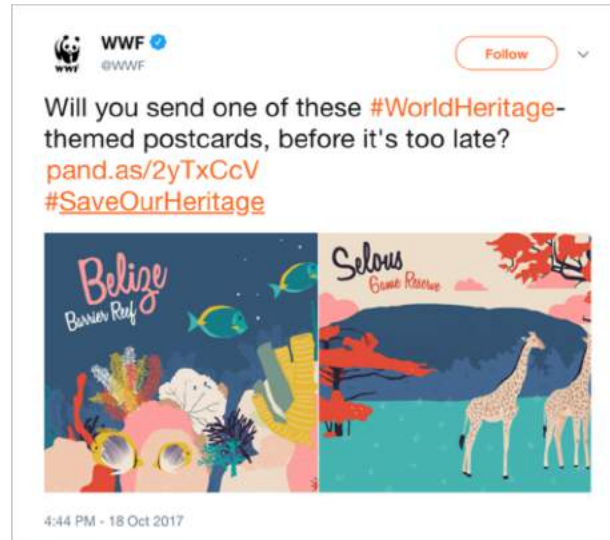 WWF
@WWF
Follow
WWF
Will you send one of these #WorldHeritage-
themed postcards, before it's too late?
pand.as/2yTxCcV
#SaveOurHeritage
Belize
Barrier Reef
Selous
Game Reserve
4:44 PM - 18 Oct 2017